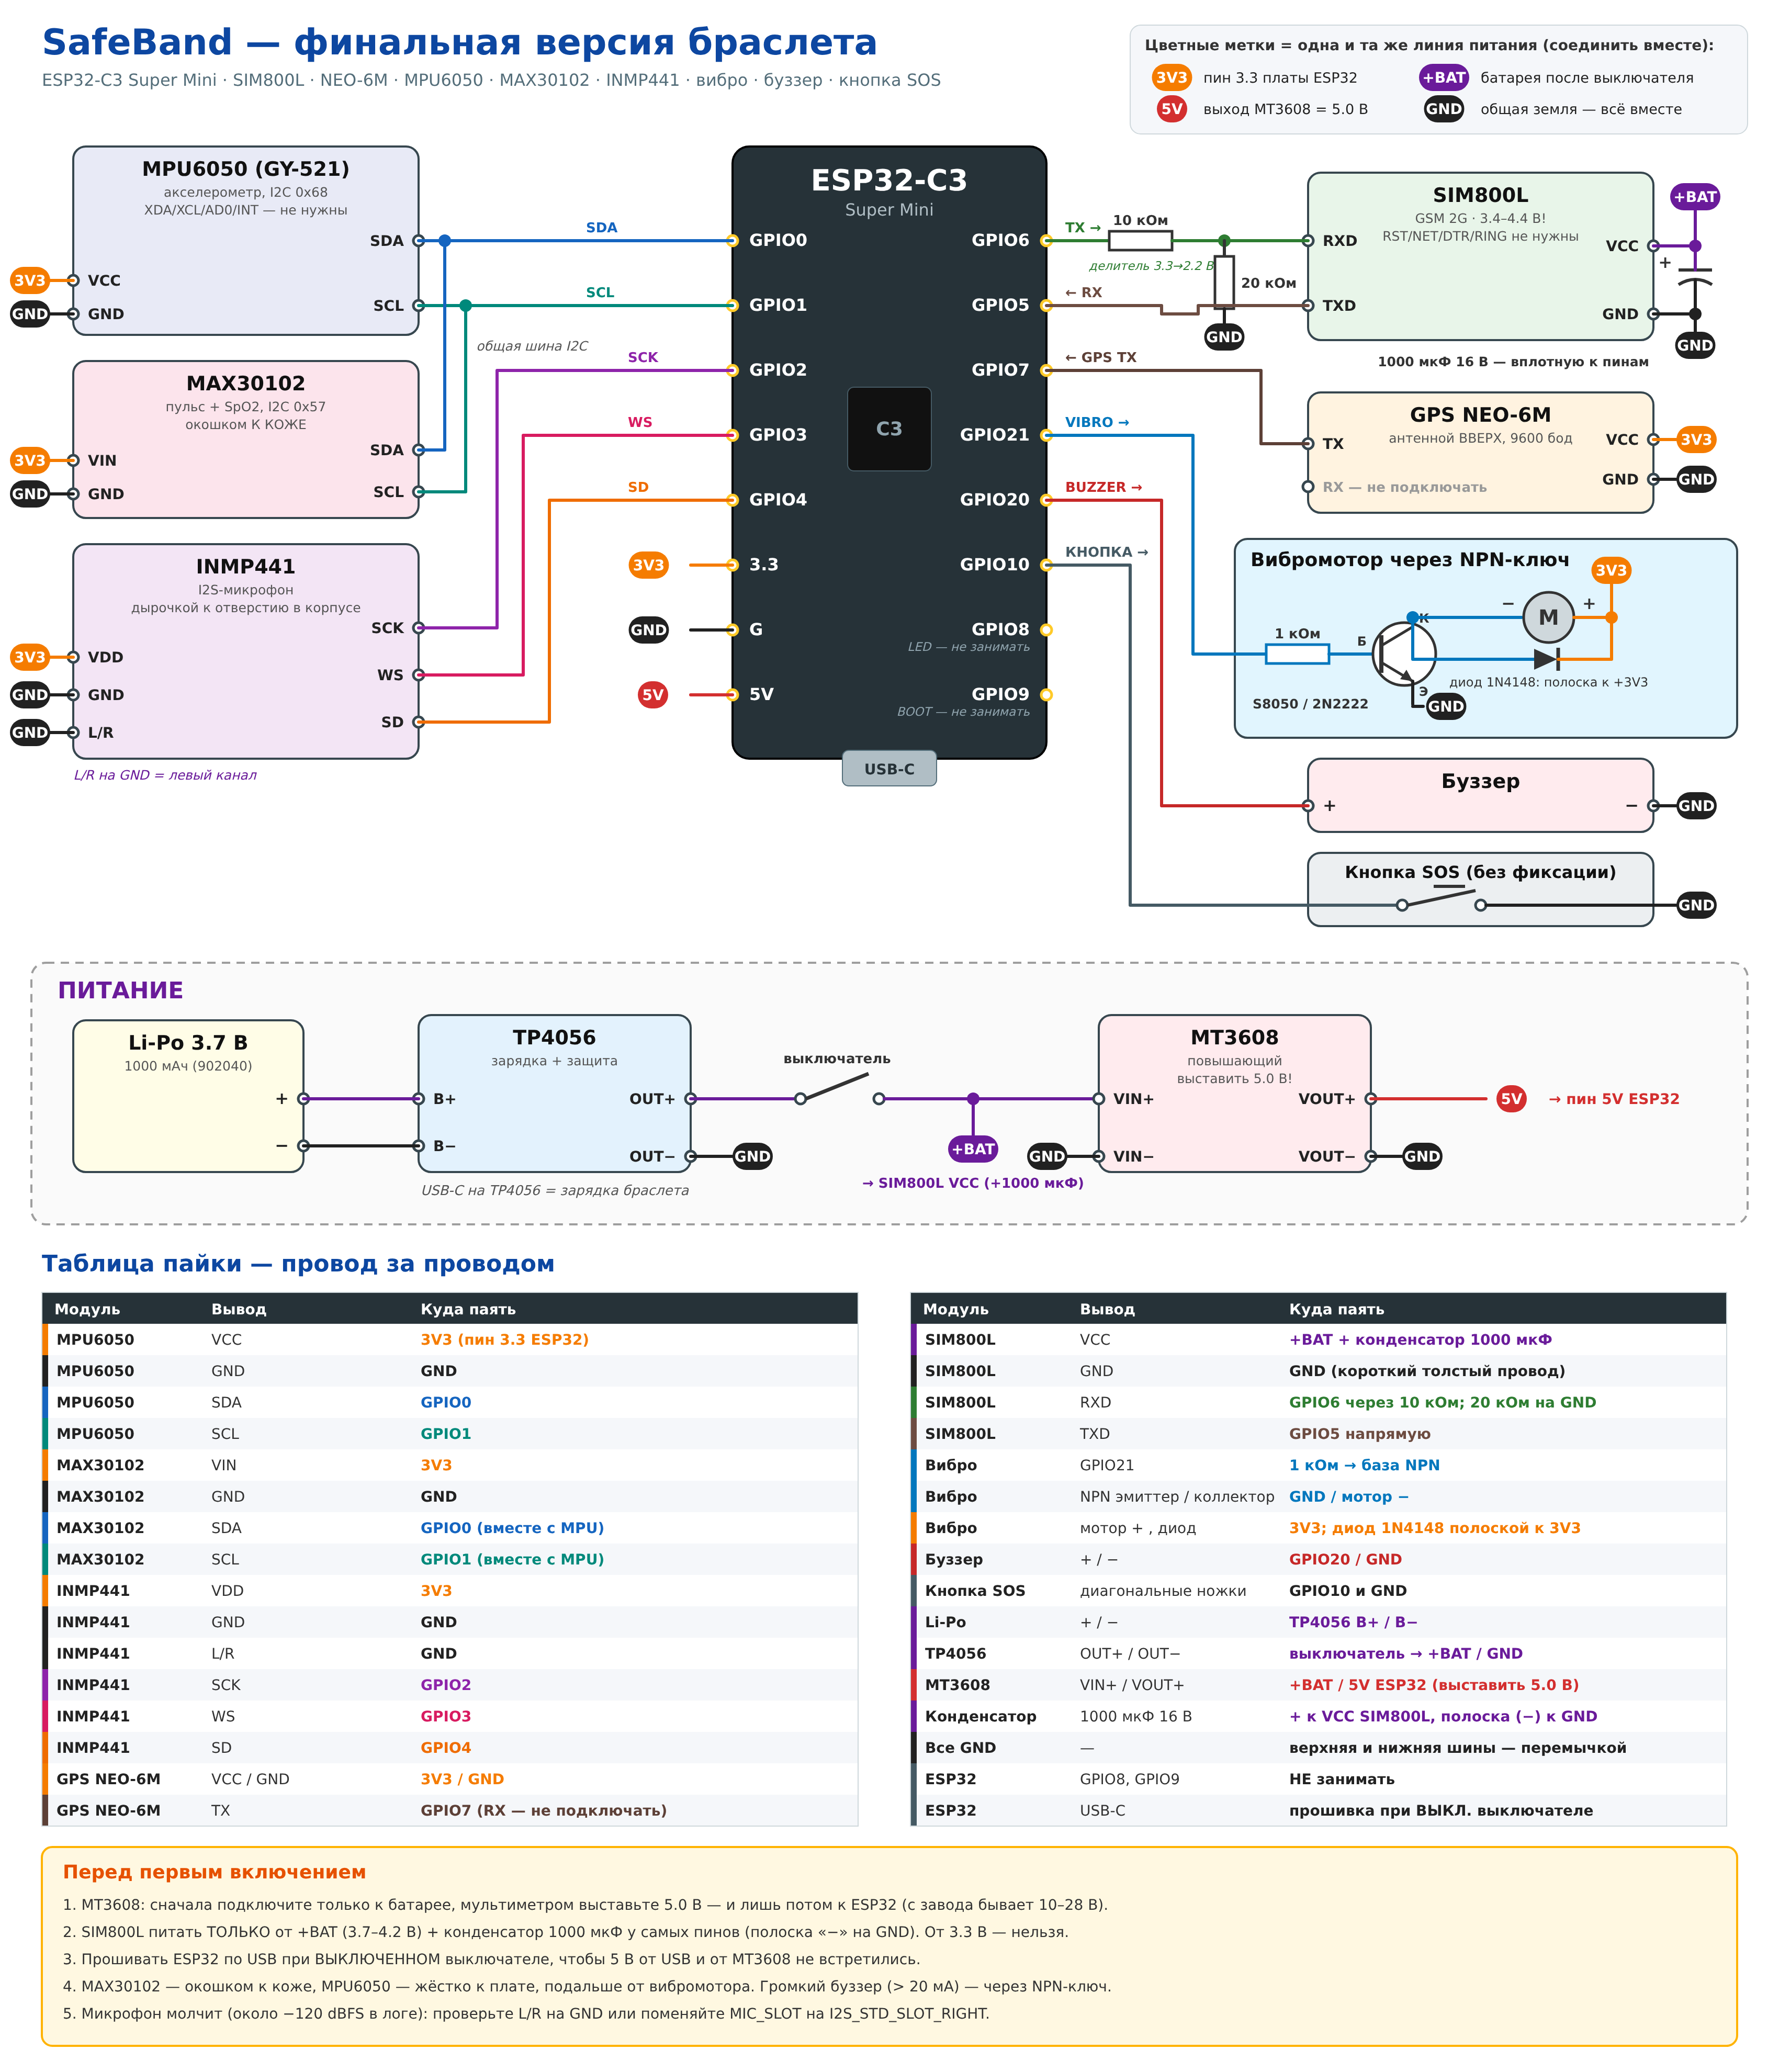 SafeBand — финальная версия браслета
ESP32-C3 Super Mini · SIM800L · NEO-6M · MPU6050 · MAX30102 · INMP441 · вибро · буззер · кнопка SOS
Цветные метки = одна и та же линия питания (соединить вместе):
3V3 пин 3.3 платы ESP32
+BAT батарея после выключателя
5V выход MT3608 = 5.0 В
GND общая земля — всё вместе
MPU6050 (GY-521)
акселерометр, I2C 0x68
XDA/XCL/AD0/INT — не нужны
SDA
3V3 VCC
SCL
GND GND
MAX30102
пульс + SpO2, I2C 0x57
окошком К КОЖЕ
SDA
3V3 VIN
SCL
GND GND
INMP441
I2S-микрофон
дырочкой к отверстию в корпусе
SCK
3V3 VDD
WS
GND GND
SD
GND L/R
L/R на GND = левый канал
SDA
SCL
общая шина I2C
SCK
WS
SD
3V3
GND
5V
ESP32-C3
Super Mini
GPIO0 GPIO6
GPIO1 GPIO5
GPIO2 GPIO7
C3
GPIO3 GPIO21
GPIO4 GPIO20
3.3 GPIO10
G GPIO8
LED — не занимать
5V GPIO9
BOOT — не занимать
USB-C
TX → 10 кОм
делитель 3.3→2.2 В
20 кОм
← RX
GND
← GPS TX
VIBRO →
BUZZER →
КНОПКА →
SIM800L
GSM 2G · 3.4–4.4 В!
RST/NET/DTR/RING не нужны
RXD VCC
TXD GND
+BAT
+
GND
1000 мкФ 16 В — вплотную к пинам
GPS NEO-6M
антенной ВВЕРХ, 9600 бод
TX VCC 3V3
RX — не подключать GND GND
Вибромотор через NPN-ключ
3V3
− M +
К
1 кОм Б
диод 1N4148: полоска к +3V3
Э
S8050 / 2N2222 GND
Буззер
+ − GND
Кнопка SOS (без фиксации)
GND
ПИТАНИЕ
Li-Po 3.7 В
1000 мАч (902040)
+
−
TP4056
зарядка + защита
B+ OUT+
B− OUT− GND
USB-C на TP4056 = зарядка браслета
выключатель
+BAT
→ SIM800L VCC (+1000 мкФ)
MT3608
повышающий
выставить 5.0 В!
VIN+ VOUT+
GND VIN− VOUT− GND
5V → пин 5V ESP32
Таблица пайки — провод за проводом
Модуль Вывод Куда паять
MPU6050 VCC 3V3 (пин 3.3 ESP32)
MPU6050 GND GND
MPU6050 SDA GPIO0
MPU6050 SCL GPIO1
MAX30102 VIN 3V3
MAX30102 GND GND
MAX30102 SDA GPIO0 (вместе с MPU)
MAX30102 SCL GPIO1 (вместе с MPU)
INMP441 VDD 3V3
INMP441 GND GND
INMP441 L/R GND
INMP441 SCK GPIO2
INMP441 WS GPIO3
INMP441 SD GPIO4
GPS NEO-6M VCC / GND 3V3 / GND
GPS NEO-6M TX GPIO7 (RX — не подключать)
Модуль Вывод Куда паять
SIM800L VCC +BAT + конденсатор 1000 мкФ
SIM800L GND GND (короткий толстый провод)
SIM800L RXD GPIO6 через 10 кОм; 20 кОм на GND
SIM800L TXD GPIO5 напрямую
Вибро GPIO21 1 кОм → база NPN
Вибро NPN эмиттер / коллектор GND / мотор −
Вибро мотор + , диод 3V3; диод 1N4148 полоской к 3V3
Буззер + / − GPIO20 / GND
Кнопка SOS диагональные ножки GPIO10 и GND
Li-Po + / − TP4056 B+ / B−
TP4056 OUT+ / OUT− выключатель → +BAT / GND
MT3608 VIN+ / VOUT+ +BAT / 5V ESP32 (выставить 5.0 В)
Конденсатор 1000 мкФ 16 В + к VCC SIM800L, полоска (−) к GND
Все GND — верхняя и нижняя шины — перемычкой
ESP32 GPIO8, GPIO9 НЕ занимать
ESP32 USB-C прошивка при ВЫКЛ. выключателе
Перед первым включением
1. MT3608: сначала подключите только к батарее, мультиметром выставьте 5.0 В — и лишь потом к ESP32 (с завода бывает 10–28 В).
2. SIM800L питать ТОЛЬКО от +BAT (3.7–4.2 В) + конденсатор 1000 мкФ у самых пинов (полоска «−» на GND). От 3.3 В — нельзя.
3. Прошивать ESP32 по USB при ВЫКЛЮЧЕННОМ выключателе, чтобы 5 В от USB и от MT3608 не встретились.
4. MAX30102 — окошком к коже, MPU6050 — жёстко к плате, подальше от вибромотора. Громкий буззер (> 20 мА) — через NPN-ключ.
5. Микрофон молчит (около −120 dBFS в логе): проверьте L/R на GND или поменяйте MIC_SLOT на I2S_STD_SLOT_RIGHT.